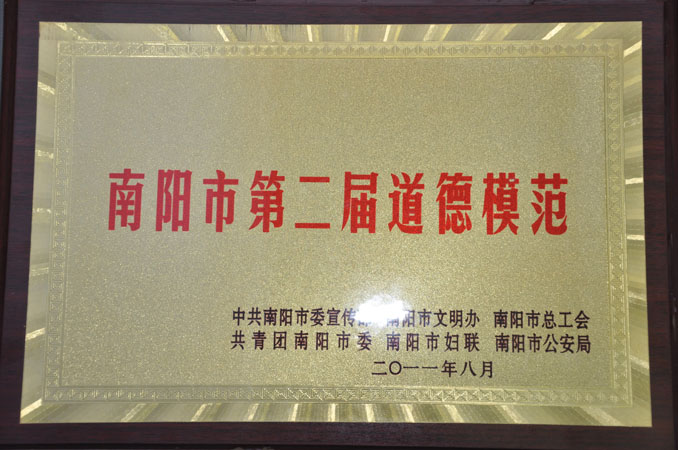 南阳市第二届道德模范
中共南阳市委宣传部 南阳市文明办 南阳市总工会
共青团南阳市委 南阳市妇联 南阳市公安局
二〇一一年八月